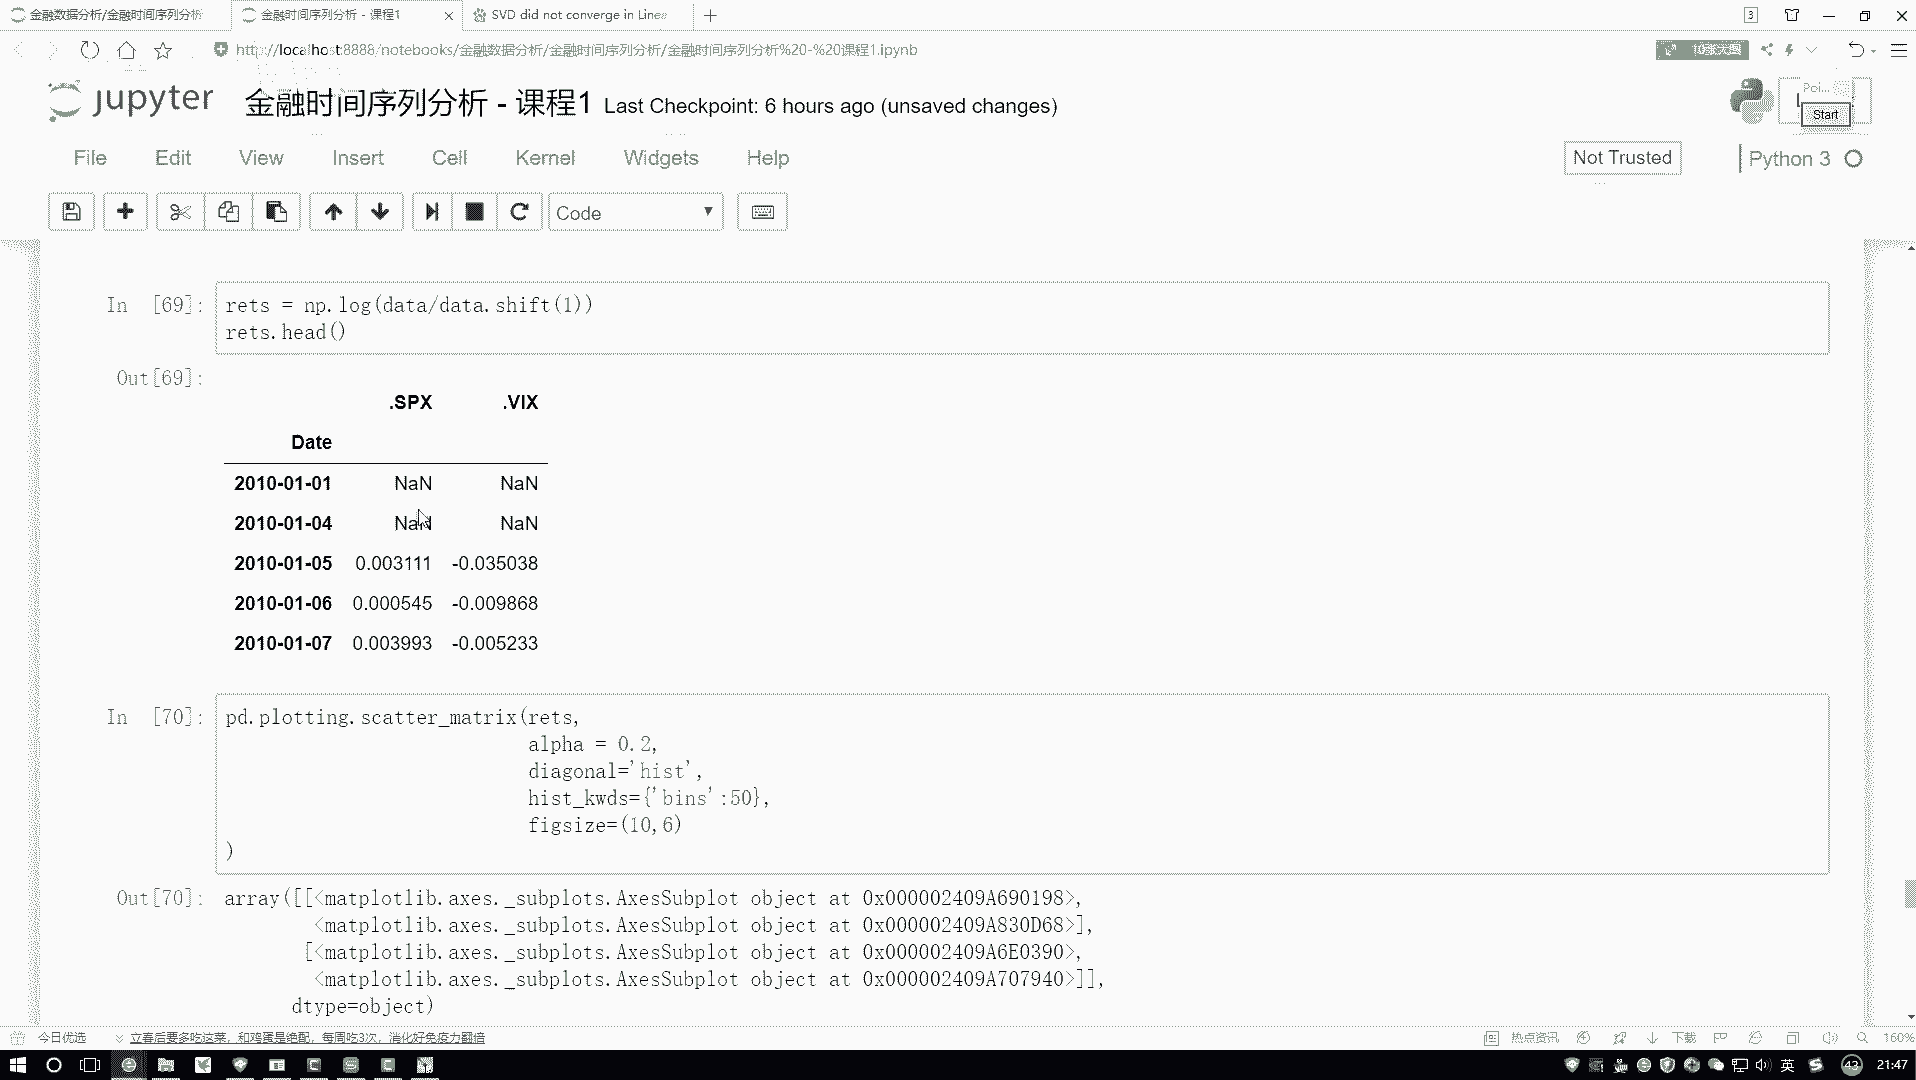 金融数据分析/金融时间序列分析
金融时间序列分析 - 课程1
SVD did not converge in Line
3
http://localhost:8888/notebooks/金融数据分析/金融时间序列分析/金融时间序列分析%20-%20课程1.ipynb
10张大图
jupyter
金融时间序列分析 - 课程1 Last Checkpoint: 6 hours ago (unsaved changes)
Poi...
Start
File Edit View Insert Cell Kernel Widgets Help
Not Trusted
Python 3
Code
In [69]:
rets = np.log(data/data.shift(1))
rets.head()
Out[69]:
.SPX .VIX
Date
2010-01-01 NaN NaN
2010-01-04 NaN NaN
2010-01-05 0.003111 -0.035038
2010-01-06 0.000545 -0.009868
2010-01-07 0.003993 -0.005233
In [70]:
pd.plotting.scatter_matrix(rets,
alpha = 0.2,
diagonal='hist',
hist_kwds={'bins':50},
figsize=(10,6)
)
Out[70]:
array([[<matplotlib.axes._subplots.AxesSubplot object at 0x000002409A690198>,
<matplotlib.axes._subplots.AxesSubplot object at 0x000002409A830D68>],
[<matplotlib.axes._subplots.AxesSubplot object at 0x000002409A6E0390>,
<matplotlib.axes._subplots.AxesSubplot object at 0x000002409A707940>]],
dtype=object)
今日优选
立春后要多吃这菜，和鸡蛋是绝配，每周吃3次，消化好免疫力翻倍
热点资讯
下载
160%
英
43
21:47